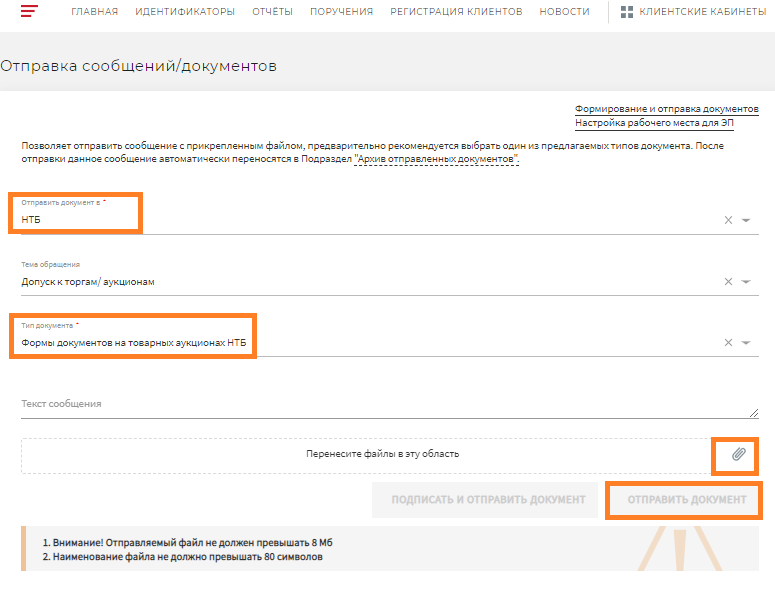 ГЛАВНАЯ ИДЕНТИФИКАТОРЫ ОТЧЁТЫ ПОРУЧЕНИЯ РЕГИСТРАЦИЯ КЛИЕНТОВ НОВОСТИ КЛИЕНТСКИЕ КАБИНЕТЫ
Отправка сообщений/документов
Формирование и отправка документов
Настройка рабочего места для ЭП
Позволяет отправить сообщение с прикрепленным файлом, предварительно рекомендуется выбрать один из предлагаемых типов документа. После
отправки данное сообщение автоматически переносятся в Подраздел "Архив отправленных документов".
Отправить документ в *
НТБ
Тема обращения
Допуск к торгам/ аукционам
Тип документа *
Формы документов на товарных аукционах НТБ
Текст сообщения
Перенесите файлы в эту область
ПОДПИСАТЬ И ОТПРАВИТЬ ДОКУМЕНТ ОТПРАВИТЬ ДОКУМЕНТ
1. Внимание! Отправляемый файл не должен превышать 8 Мб
2. Наименование файла не должно превышать 80 символов